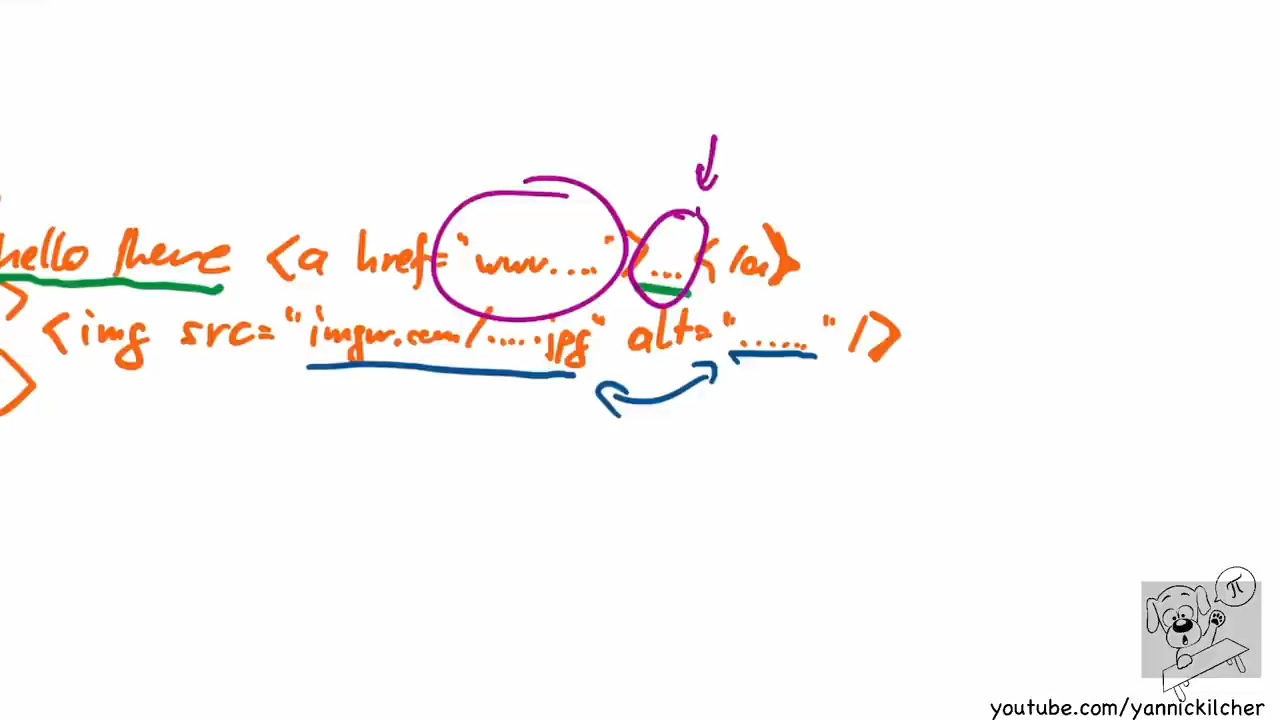 hello there <a href="www....">...</a>
<img src="imgur.com/.....jpg" alt="......" />
π
youtube.com/yannickilcher